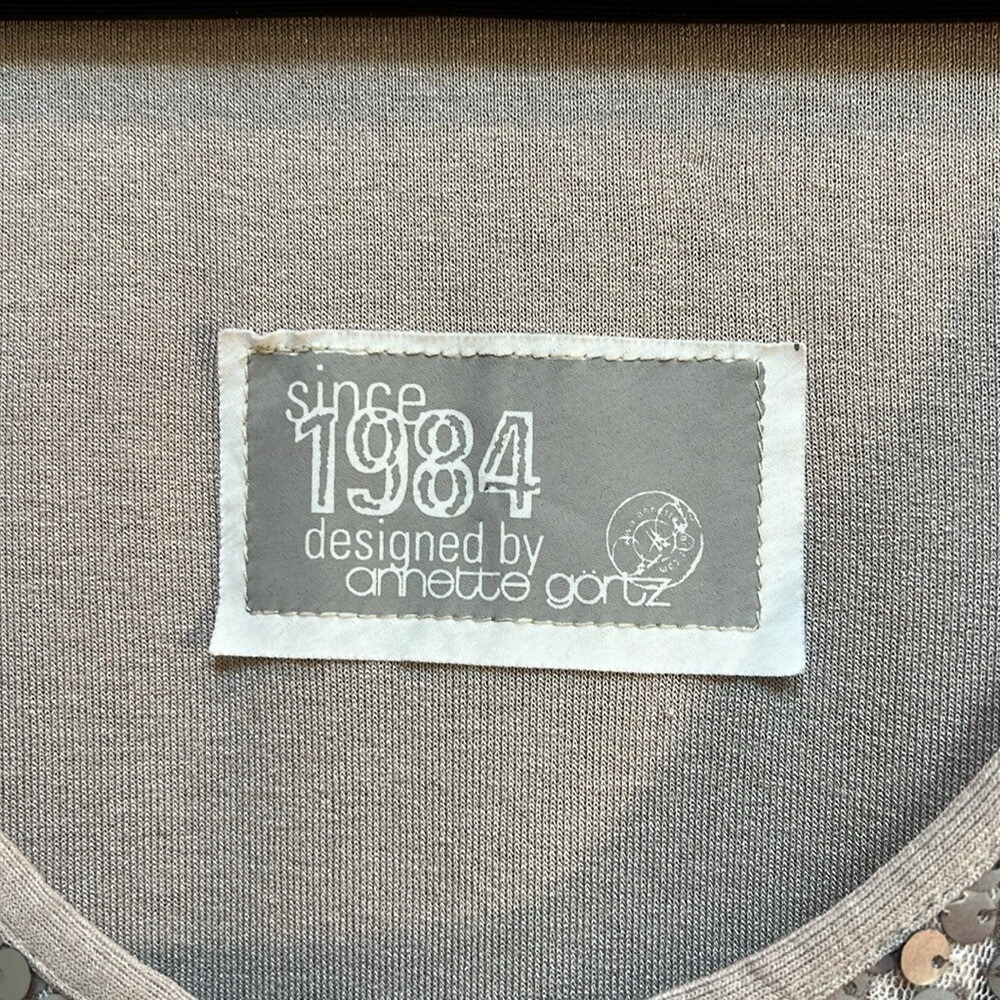 since
1984
designed by
annette görtz